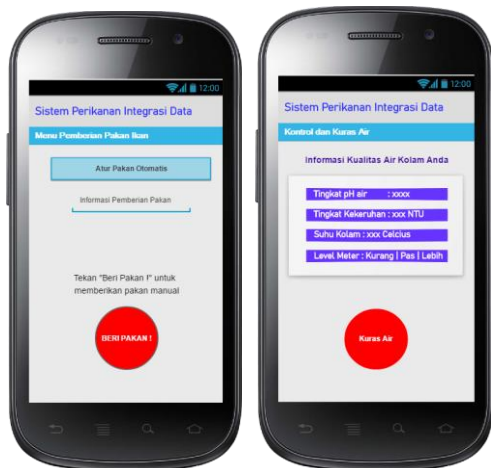 12:00
Sistem Perikanan Integrasi Data
Menu Pemberian Pakan Ikan
Atur Pakan Otomatis
Informasi Pemberian Pakan
Tekan "Beri Pakan !" untuk
memberikan pakan manual
BERI PAKAN !
12:00
Sistem Perikanan Integrasi Data
Kontrol dan Kuras Air
Informasi Kualitas Air Kolam Anda
Tingkat pH air : xxxx
Tingkat Kekeruhan : xxx NTU
Suhu Kolam : xxx Celcius
Level Meter : Kurang | Pas | Lebih
Kuras Air